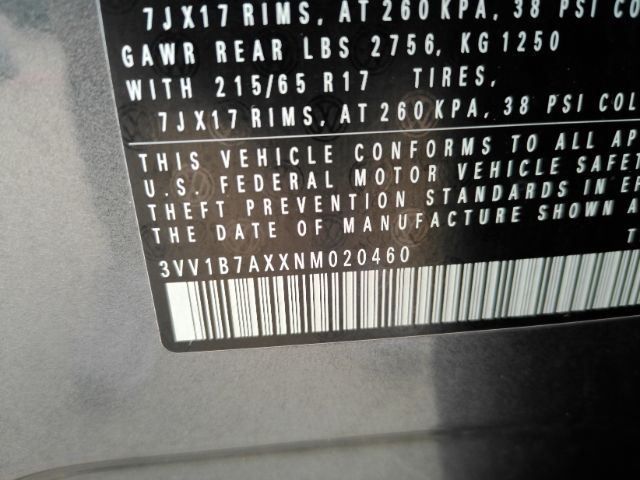 7JX17 RIMS, AT 260 KPA, 38 PSI CO
GAWR REAR LBS 2756, KG 1250
WITH 215/65 R17 TIRES,
7JX17 RIMS, AT 260 KPA, 38 PSI COL
THIS VEHICLE CONFORMS TO ALL AP
U.S. FEDERAL MOTOR VEHICLE SAFET
THEFT PREVENTION STANDARDS IN EF
THE DATE OF MANUFACTURE SHOWN A
T
3VV1B7AXXNM020460